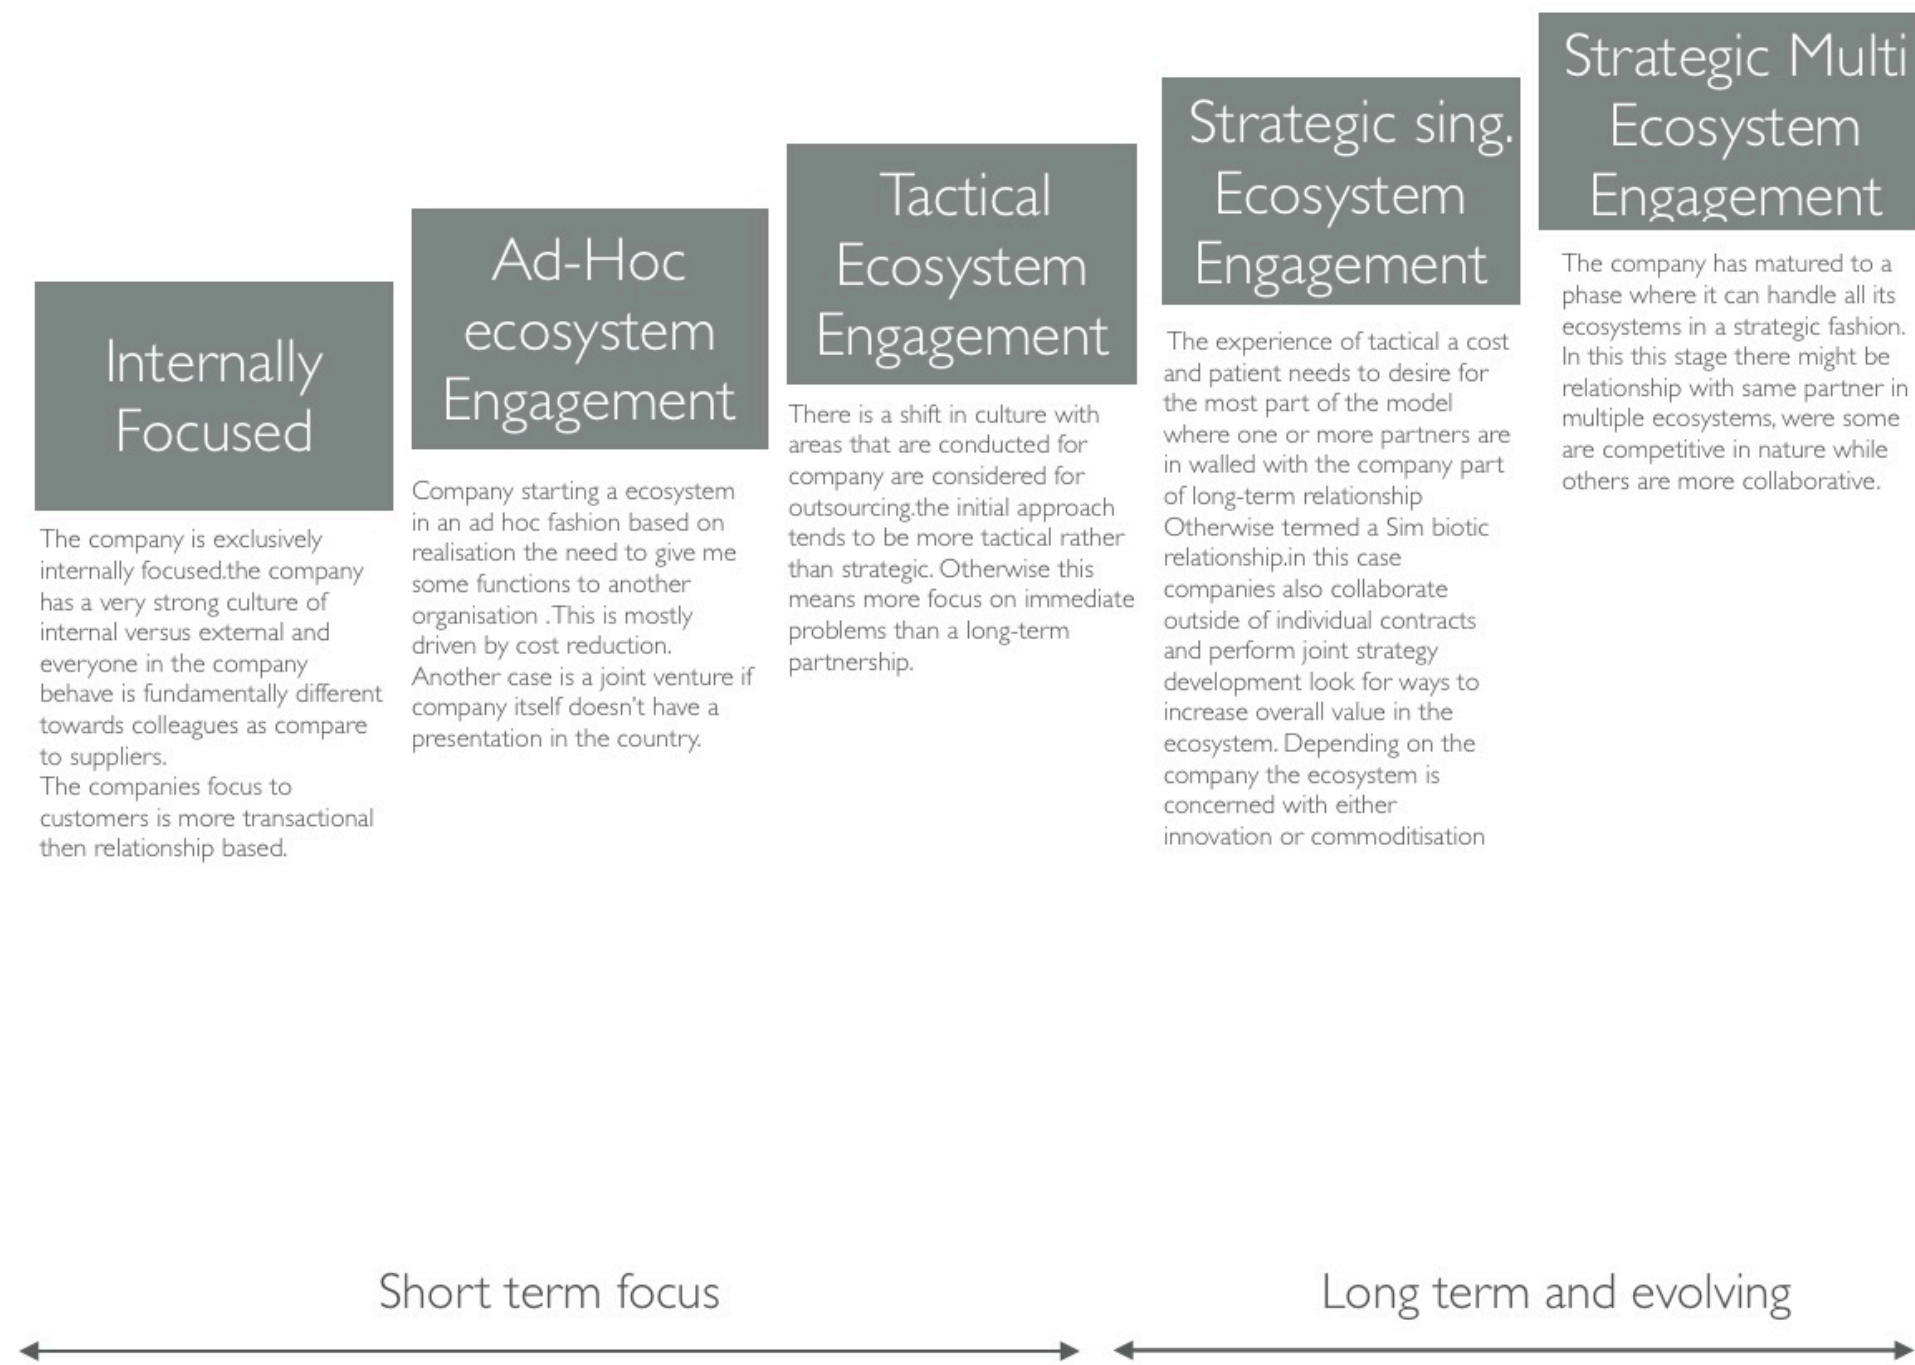 Internally
Focused
The company is exclusively
internally focused.the company
has a very strong culture of
internal versus external and
everyone in the company
behave is fundamentally different
towards colleagues as compare
to suppliers.
The companies focus to
customers is more transactional
then relationship based.
Ad-Hoc
ecosystem
Engagement
Company starting a ecosystem
in an ad hoc fashion based on
realisation the need to give me
some functions to another
organisation .This is mostly
driven by cost reduction.
Another case is a joint venture if
company itself doesn't have a
presentation in the country.
Tactical
Ecosystem
Engagement
There is a shift in culture with
areas that are conducted for
company are considered for
outsourcing.the initial approach
tends to be more tactical rather
than strategic. Otherwise this
means more focus on immediate
problems than a long-term
partnership.
Strategic sing.
Ecosystem
Engagement
The experience of tactical a cost
and patient needs to desire for
the most part of the model
where one or more partners are
in walled with the company part
of long-term relationship
Otherwise termed a Sim biotic
relationship.in this case
companies also collaborate
outside of individual contracts
and perform joint strategy
development look for ways to
increase overall value in the
ecosystem. Depending on the
company the ecosystem is
concerned with either
innovation or commoditisation
Strategic Multi
Ecosystem
Engagement
The company has matured to a
phase where it can handle all its
ecosystems in a strategic fashion.
In this this stage there might be
relationship with same partner in
multiple ecosystems, were some
are competitive in nature while
others are more collaborative.
Short term focus
Long term and evolving